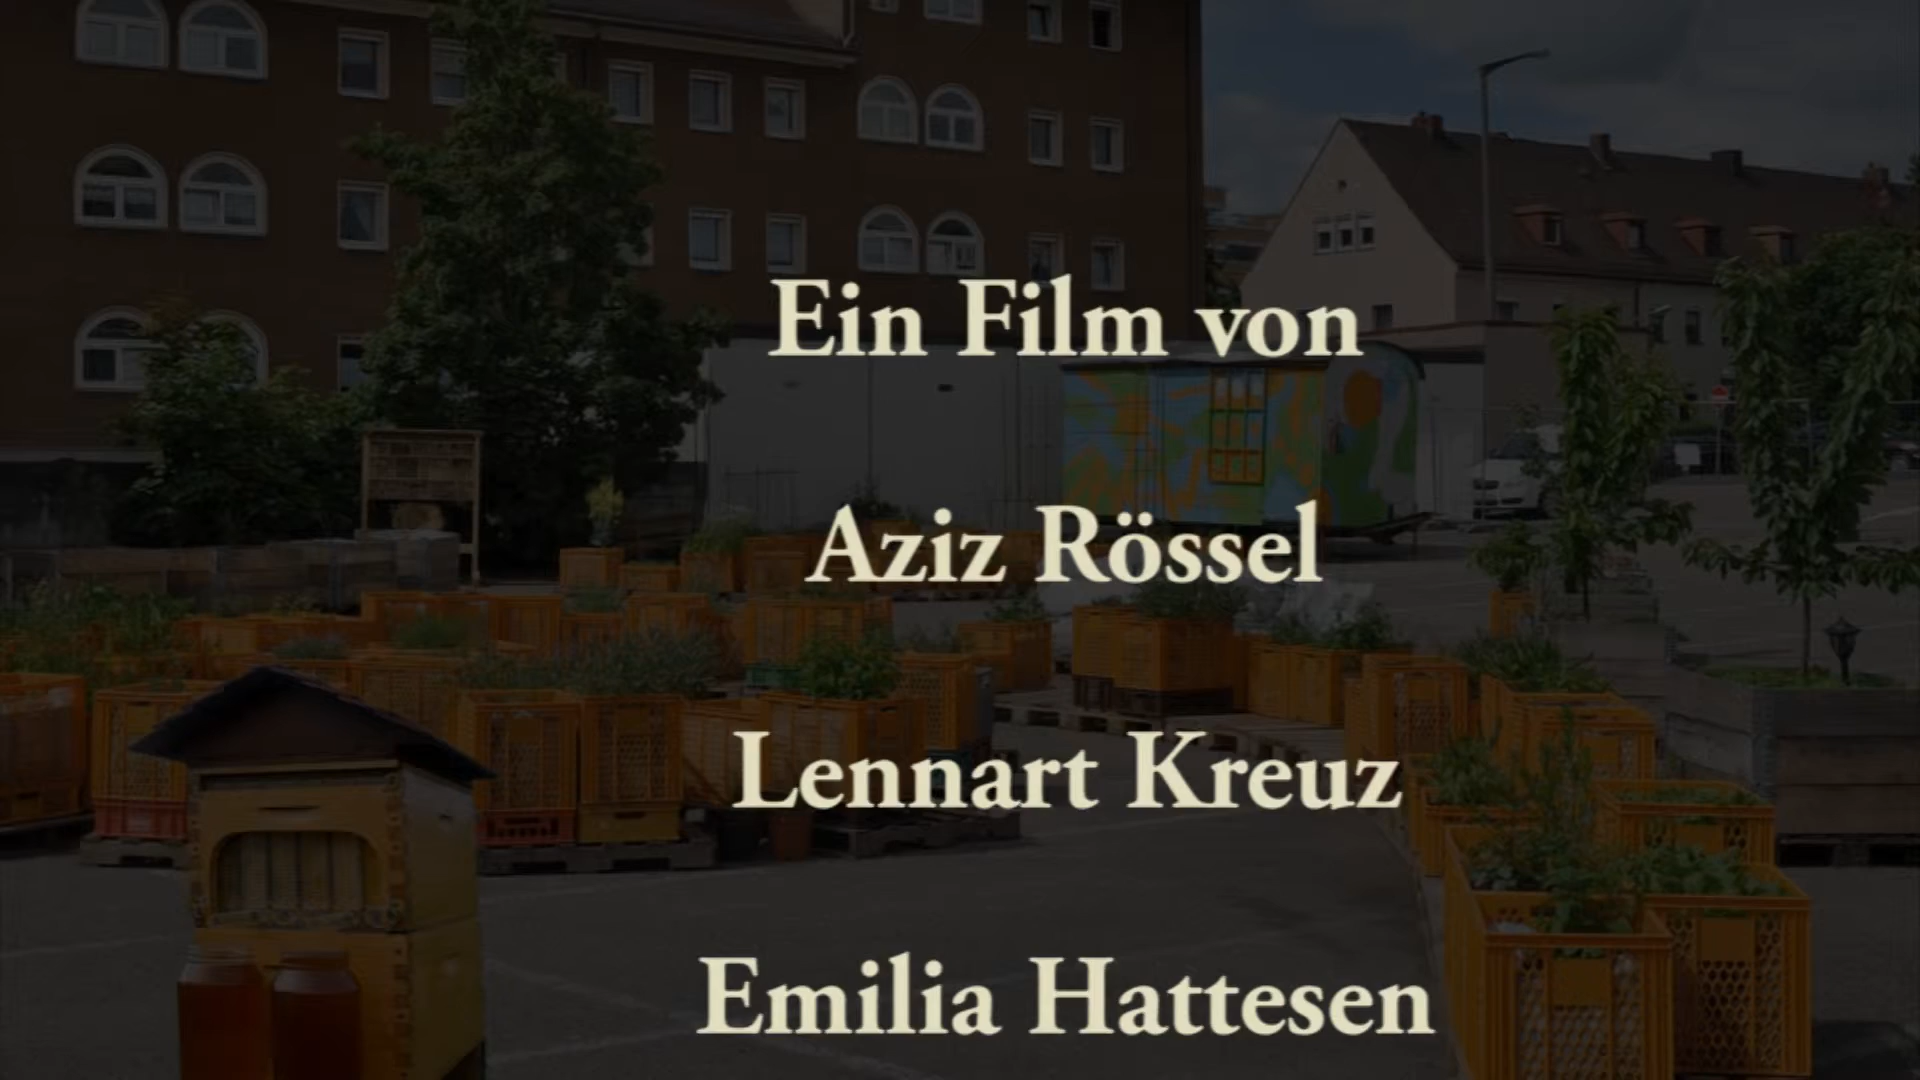 Ein Film von
Aziz Rössel
Lennart Kreuz
Emilia Hattesen